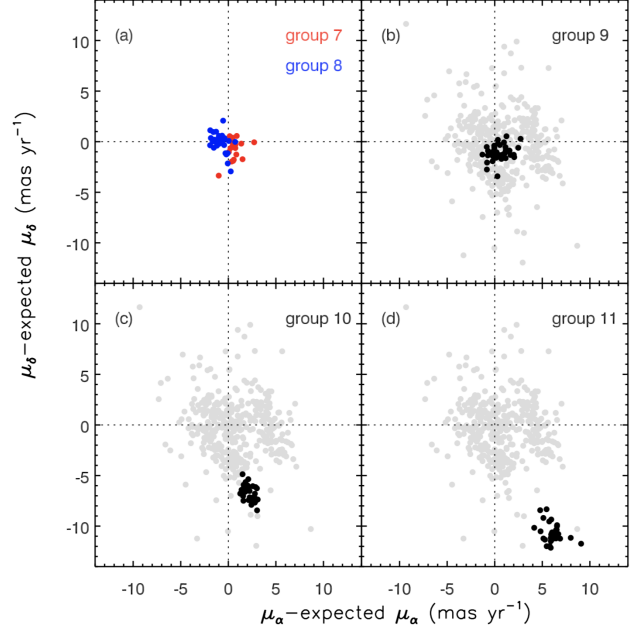 (a) group 7
group 8
(b) group 9
10
5
0
-5
-10
(c) group 10
(d) group 11
10
5
0
-5
-10
-10 -5 0 5 10
-10 -5 0 5 10
μδ-expected μδ (mas yr⁻¹)
μα-expected μα (mas yr⁻¹)